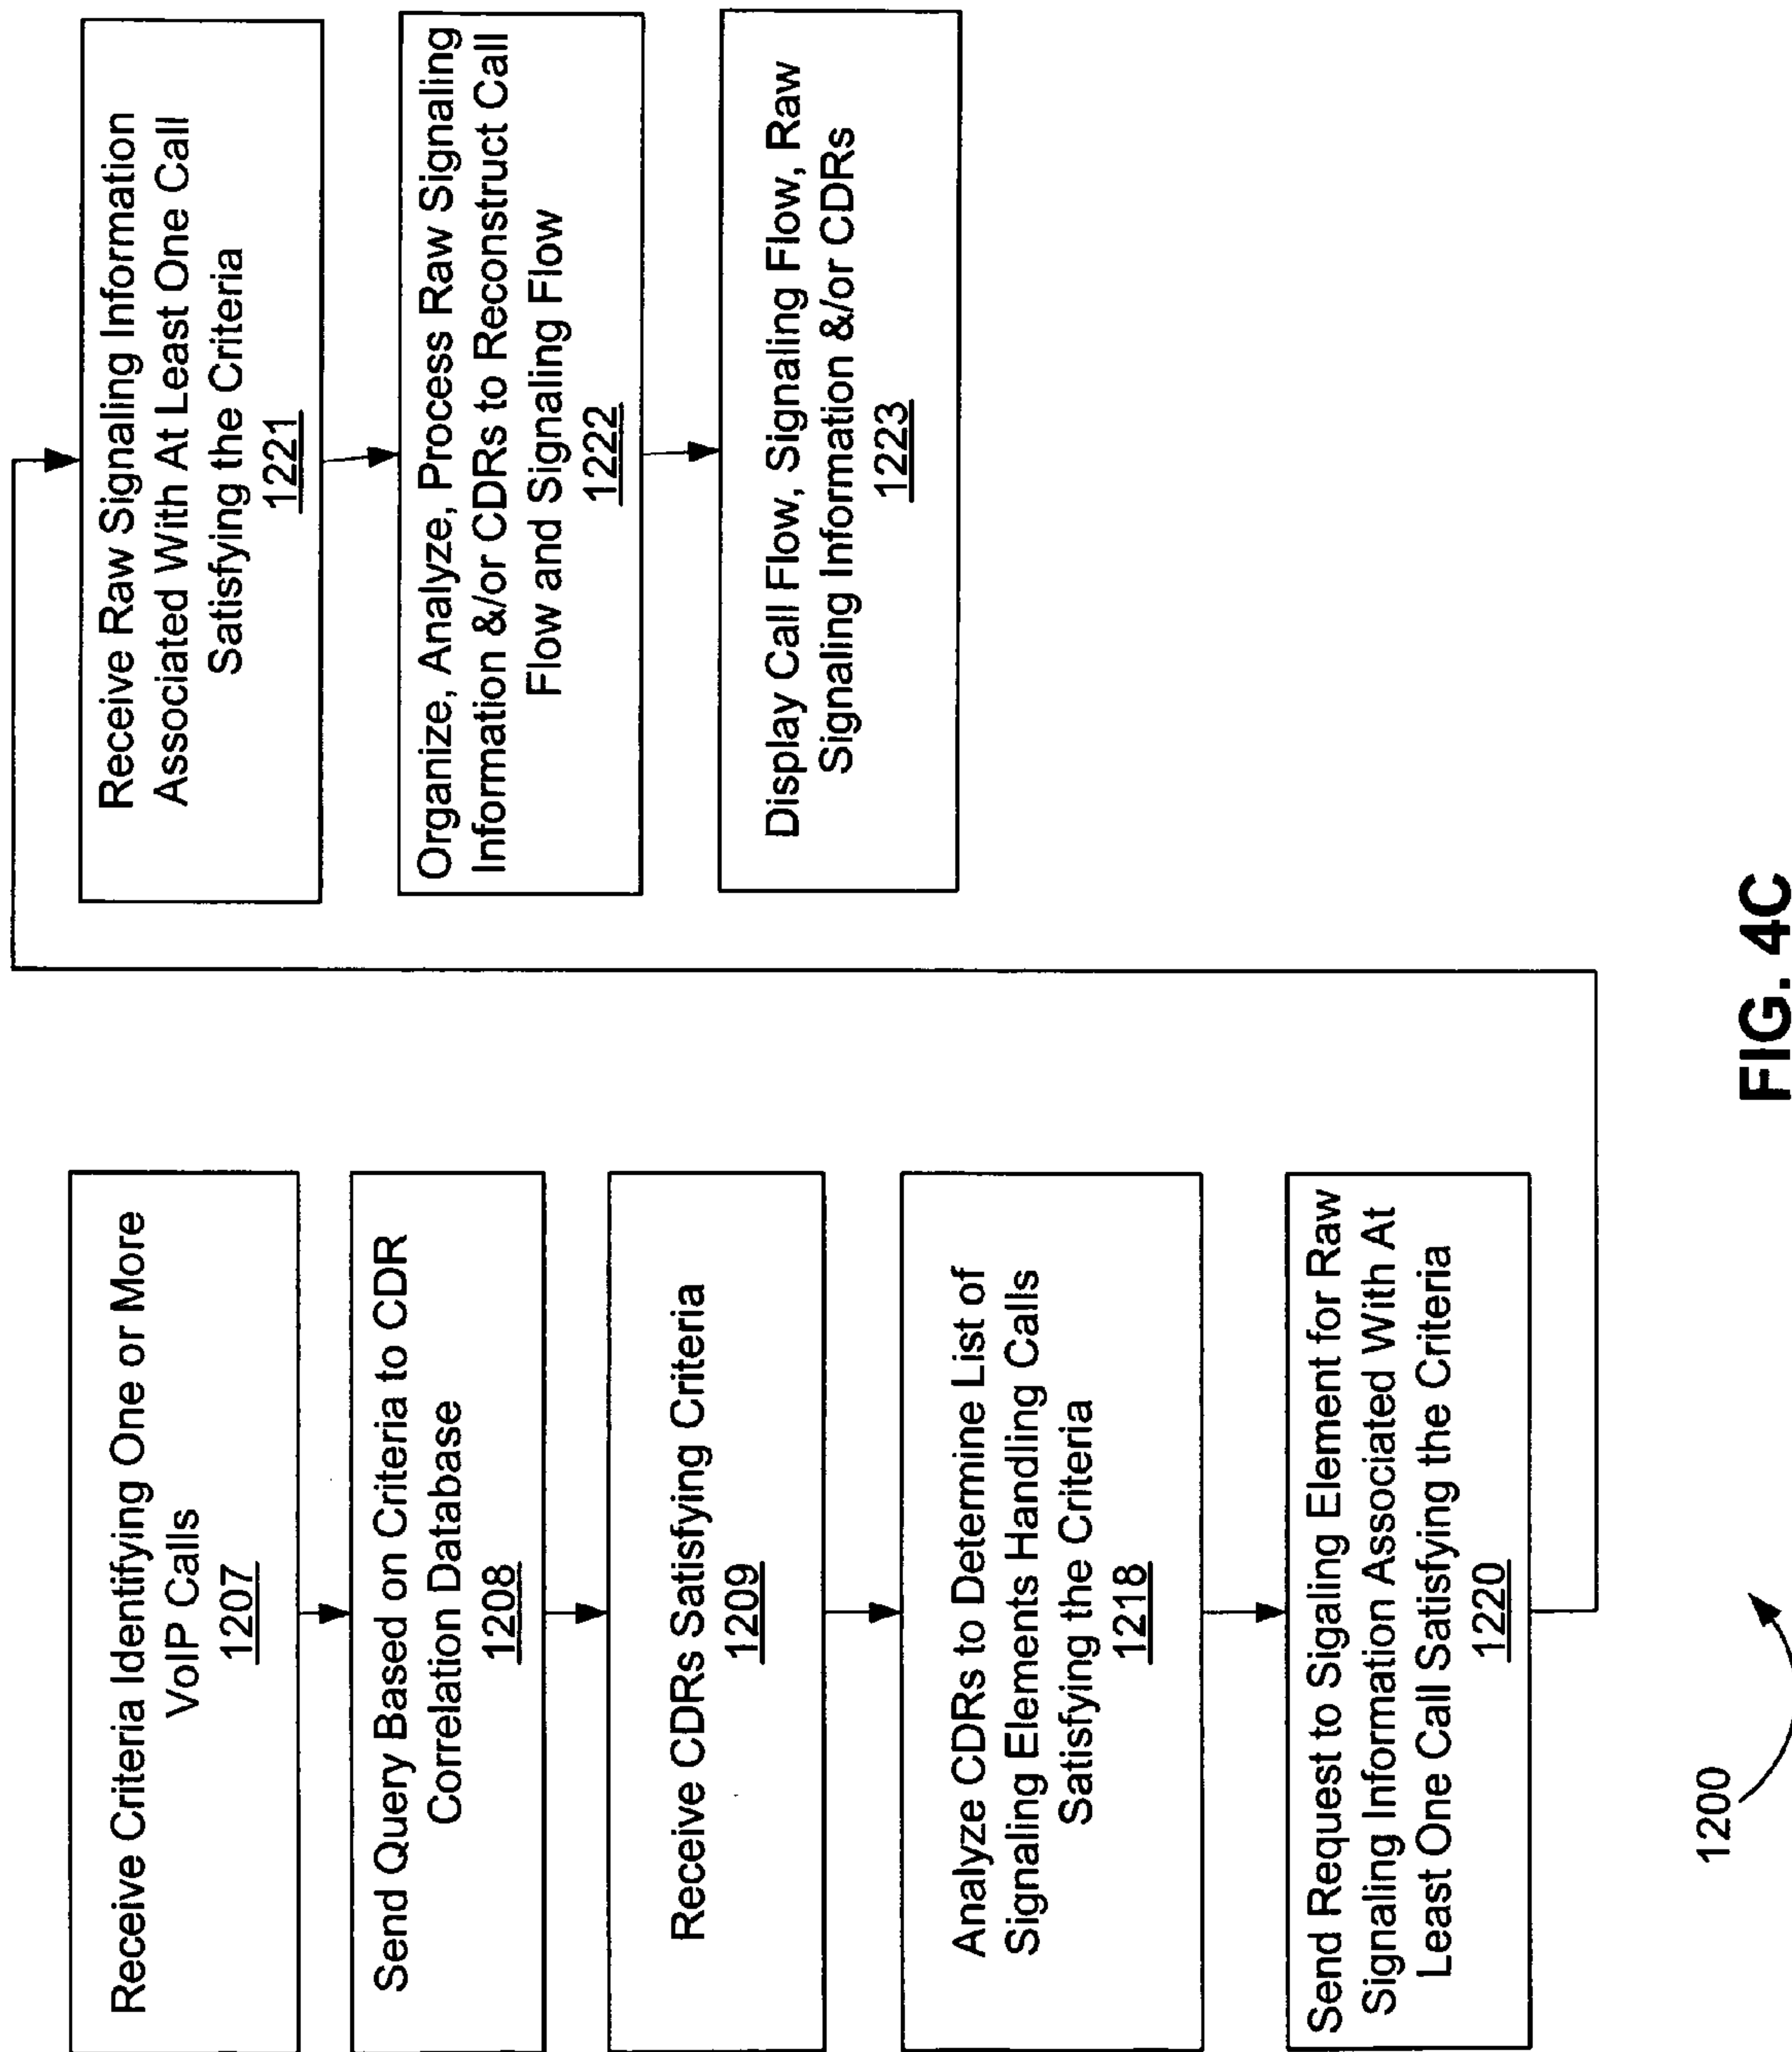 Receive Criteria Identifying One or More
VoIP Calls
1207
Send Query Based on Criteria to CDR
Correlation Database
1208
Receive CDRs Satisfying Criteria
1209
Analyze CDRs to Determine List of
Signaling Elements Handling Calls
Satisfying the Criteria
1218
Send Request to Sigaling Element for Raw
Signaling Information Associated With At
Least One Call Satisfying the Criteria
1220
Receive Raw Signaling Information
Associated With At Least One Call
Satisfying the Criteria
1221
Organize, Analyze, Process Raw Signaling
Information &/or CDRs to Reconstruct Call
Flow and Signaling Flow
1222
Display Call Flow, Signaling Flow, Raw
Signaling Information &/or CDRs
1223
1200
FIG. 4C